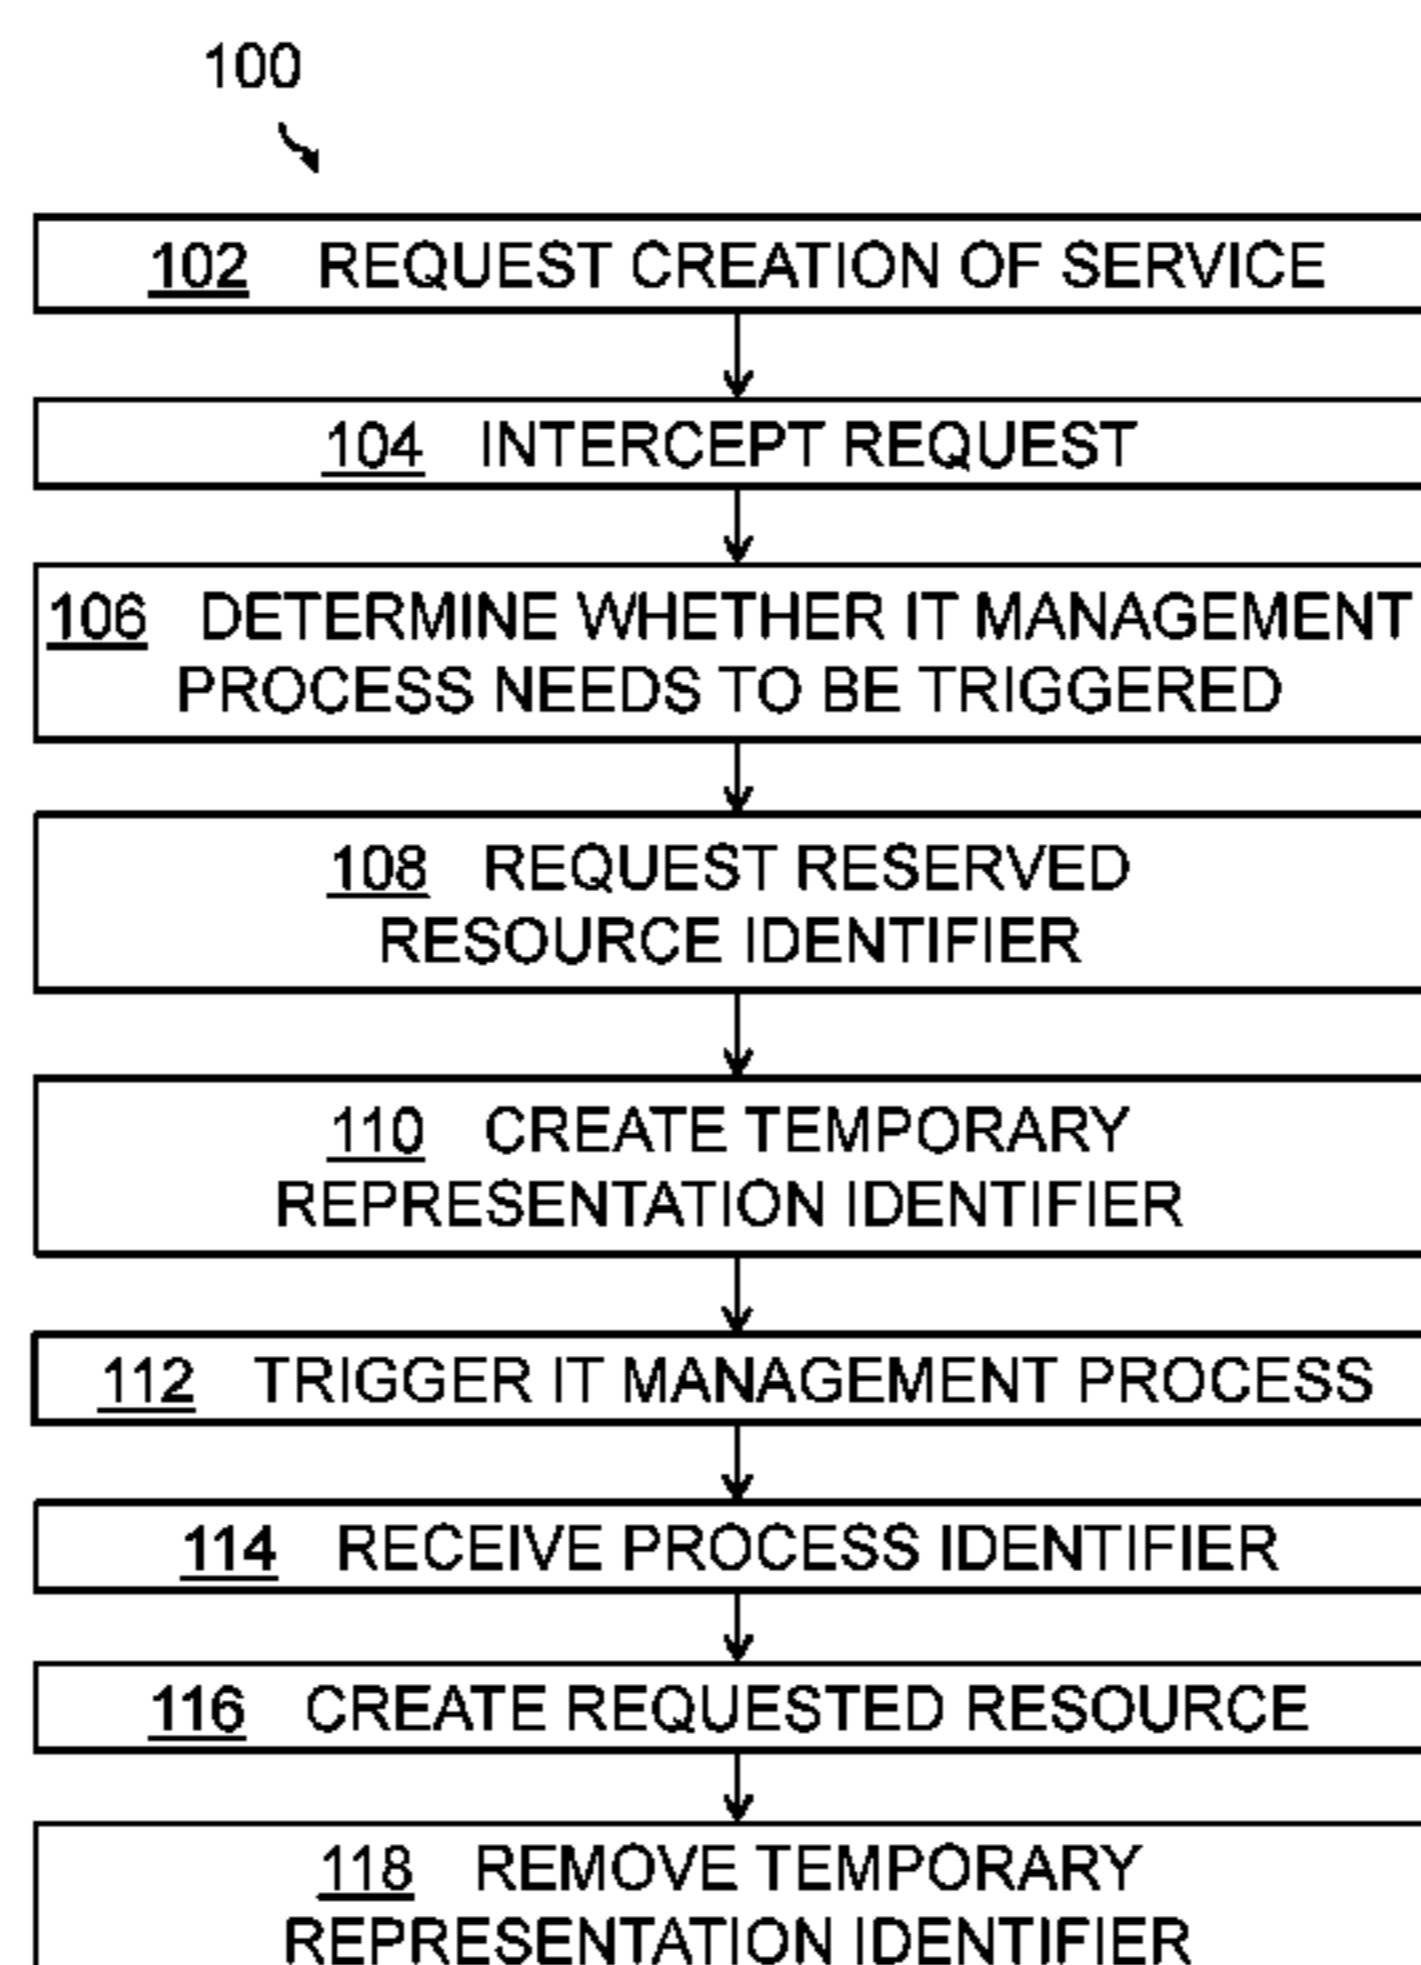 100
102 REQUEST CREATION OF SERVICE
104 INTERCEPT REQUEST
106 DETERMINE WHETHER IT MANAGEMENT
PROCESS NEEDS TO BE TRIGGERED
108 REQUEST RESERVED
RESOURCE IDENTIFIER
110 CREATE TEMPORARY
REPRESENTATION IDENTIFIER
112 TRIGGER IT MANAGEMENT PROCESS
114 RECEIVE PROCESS IDENTIFIER
116 CREATE REQUESTED RESOURCE
118 REMOVE TEMPORARY
REPRESENTATION IDENTIFIER